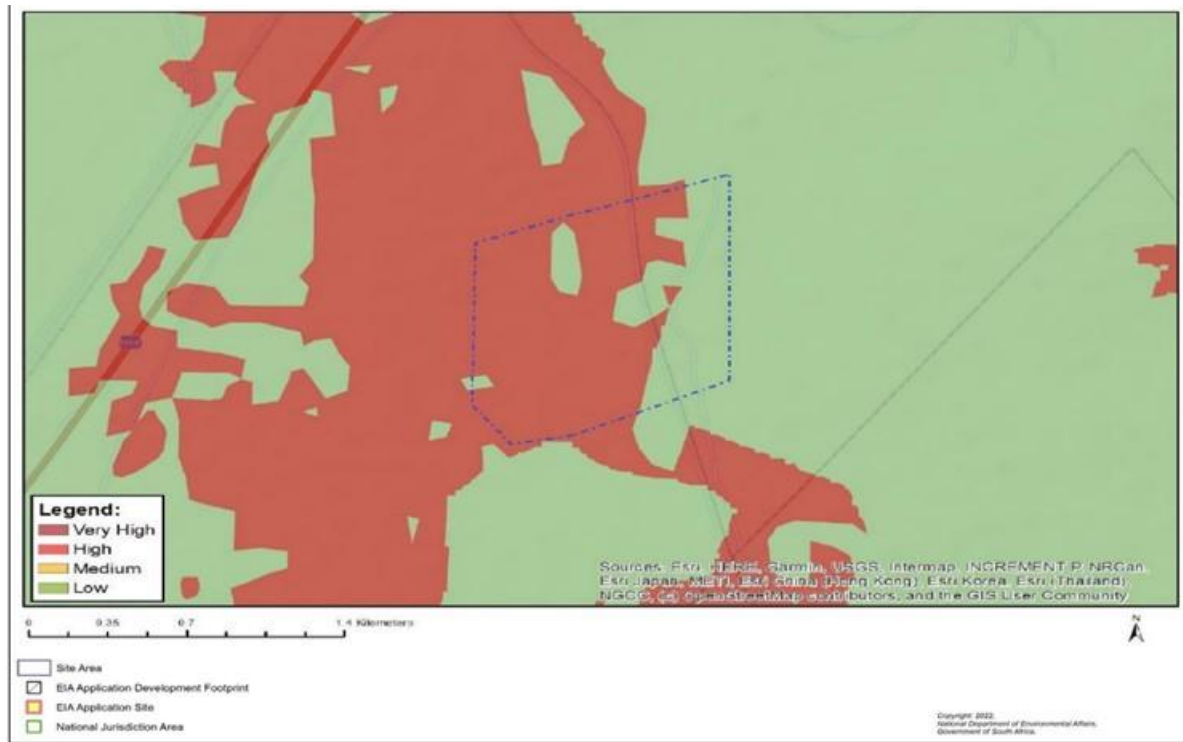 Legend:
Very High
High
Medium
Low
Sources: Esri, HERE, Garmin, USGS, Intermap, INCREMENT P, NRCan,
Esri Japan, METI, Esri China (Hong Kong), Esri Korea, Esri (Thailand),
NGCC, (c) OpenStreetMap contributors, and the GIS User Community
0 0.35 0.7 1.4 Kilometers
N
Site Area
EIA Application Development Footprint
EIA Application Site
National Jurisdiction Area
Copyright 2022,
National Department of Environmental Affairs,
Government of South Africa.